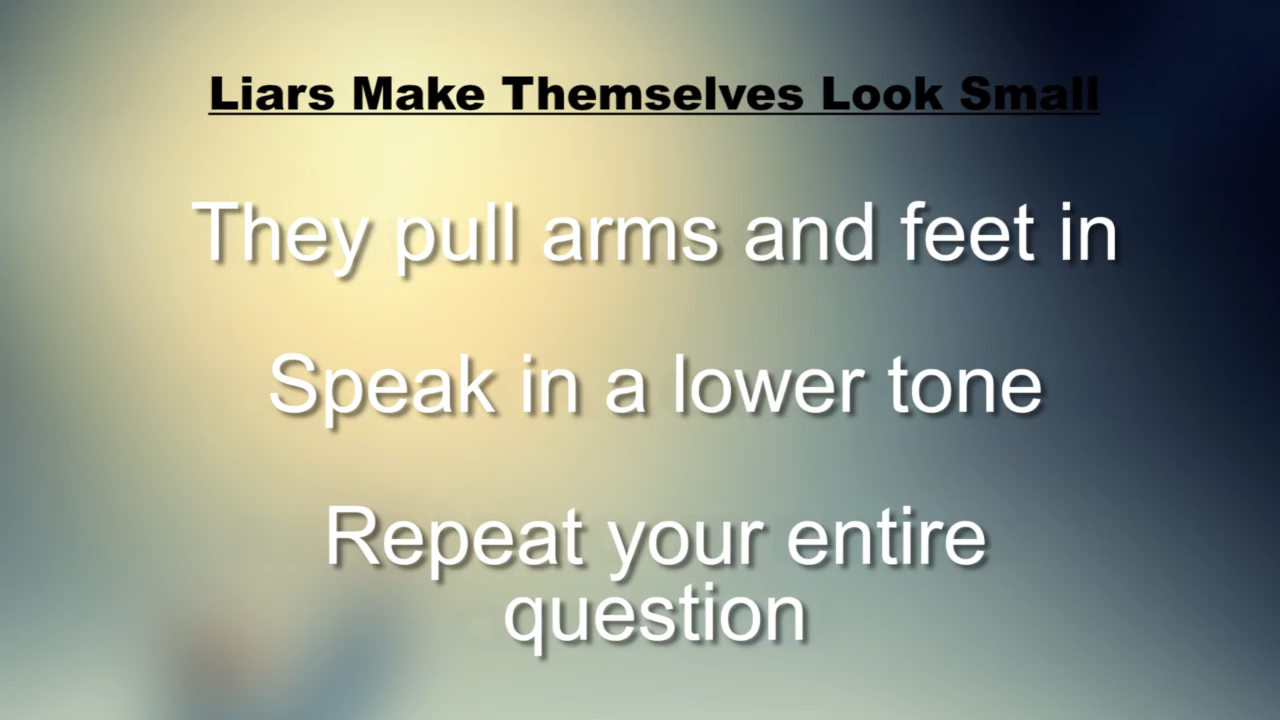 Liars Make Themselves Look Small
They pull arms and feet in
Speak in a lower tone
Repeat your entire
question